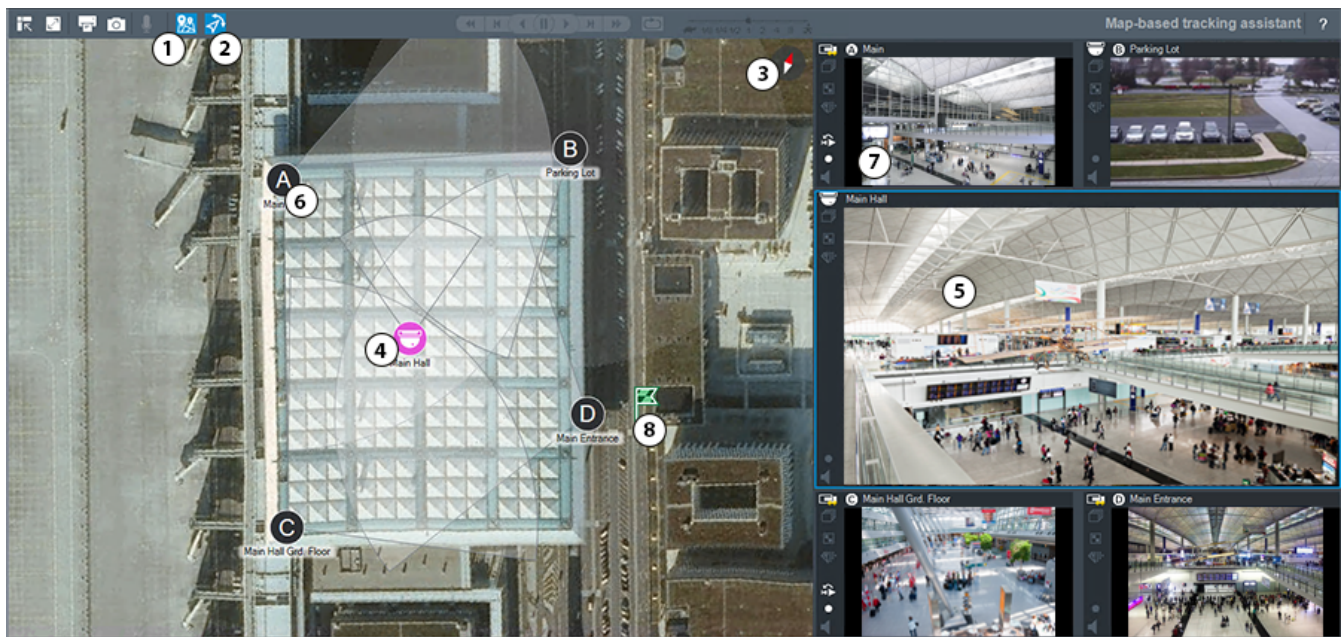 Map-based tracking assistant ?
1
2
3
A Main
B Parking Lot
7
A
Main
6
B
Parking Lot
Main Hall
5
4
Main Hall
D
Main Entrance
8
C
Main Hall Grd. Floor
C Main Hall Grd. Floor
D Main Entrance